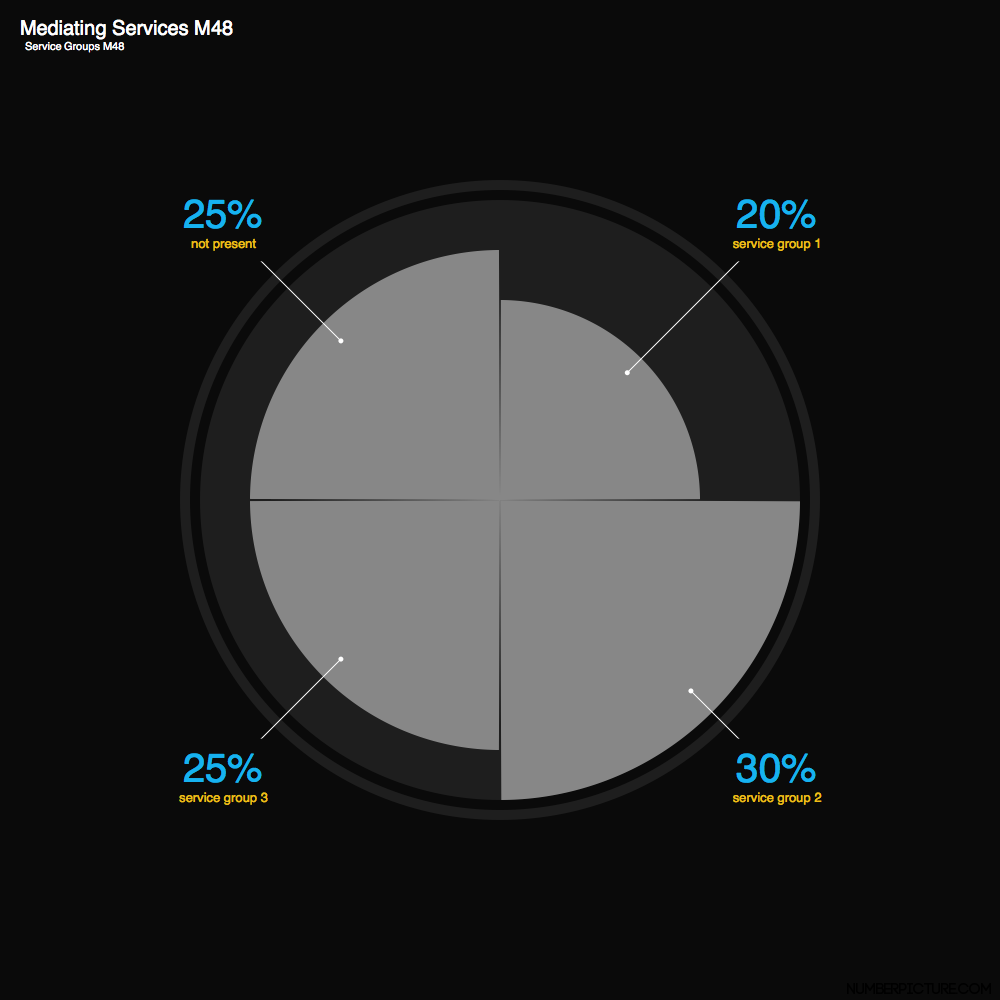 Mediating Services M48
Service Groups M48
25%
not present
20%
service group 1
25%
service group 3
30%
service group 2
NUMBERPICTURE.COM